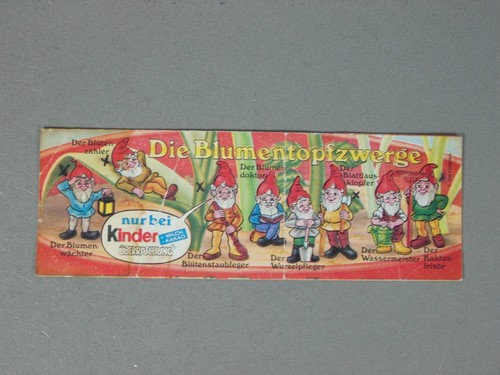 Die Blumentopfzwerge
Der Blüten-
zähler
Der Blumen-
doktor
Der
Blattlaus-
klopfer
nur bei
kinder
Der Blumen-
wächter
Der
Blütenstaubleger
Der
Wurzelpfleger
Der
Wassermeister
Der
Kaktus-
frisör